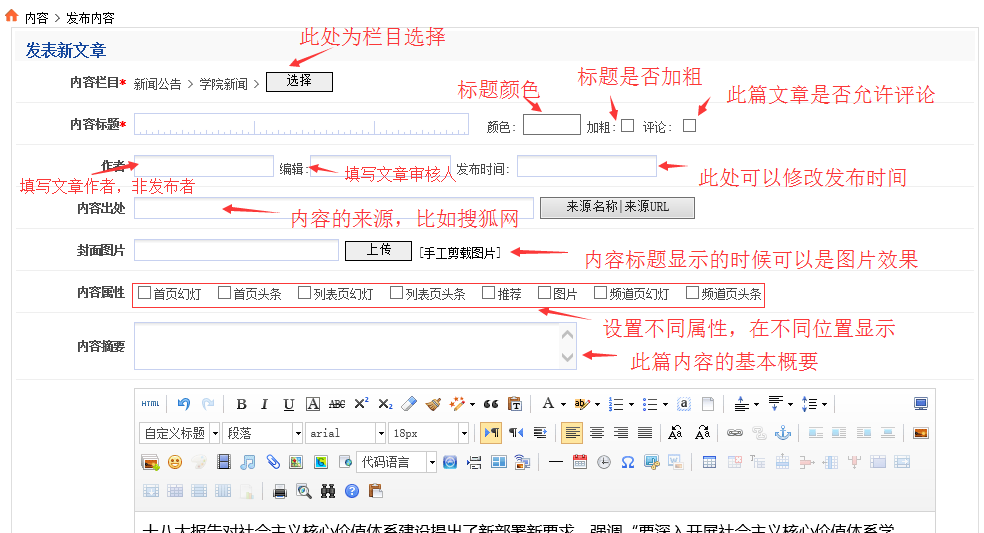 内容 > 发布内容
此处为栏目选择
发表新文章
内容栏目* 新闻公告 > 学院新闻 > 选择
标题颜色 标题是否加粗 此篇文章是否允许评论
内容标题* 颜色: 加粗: 评论:
作者 编辑: 发布时间:
填写文章作者，非发布者 填写文章审核人 此处可以修改发布时间
内容出处 内容的来源，比如搜狐网 来源名称|来源URL
封面图片 上传 [手工剪裁图片] 内容标题显示的时候可以是图片效果
内容属性 首页幻灯 首页头条 列表页幻灯 列表页头条 推荐 图片 频道页幻灯 频道页头条
设置不同属性，在不同位置显示
内容摘要 此篇内容的基本概要
HTML B I U A ABC X² X₂ A ab a
自定义标题 段落 arial 18px
代码语言
十八大报告对社会主义核心价值体系建设提出了新部署新要求，强调“要深入开展社会主义核心价值体系学